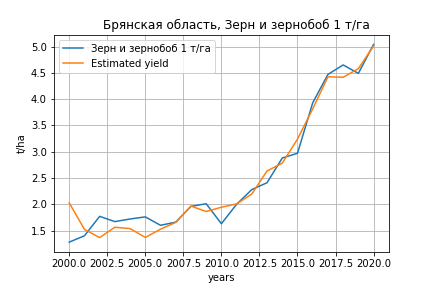 Брянская область, Зерн и зернобоб 1 т/га
Зерн и зернобоб 1 т/га
Estimated yield
5.0
4.5
4.0
3.5
3.0
2.5
2.0
1.5
t/ha
2000.0 2002.5 2005.0 2007.5 2010.0 2012.5 2015.0 2017.5 2020.0
years